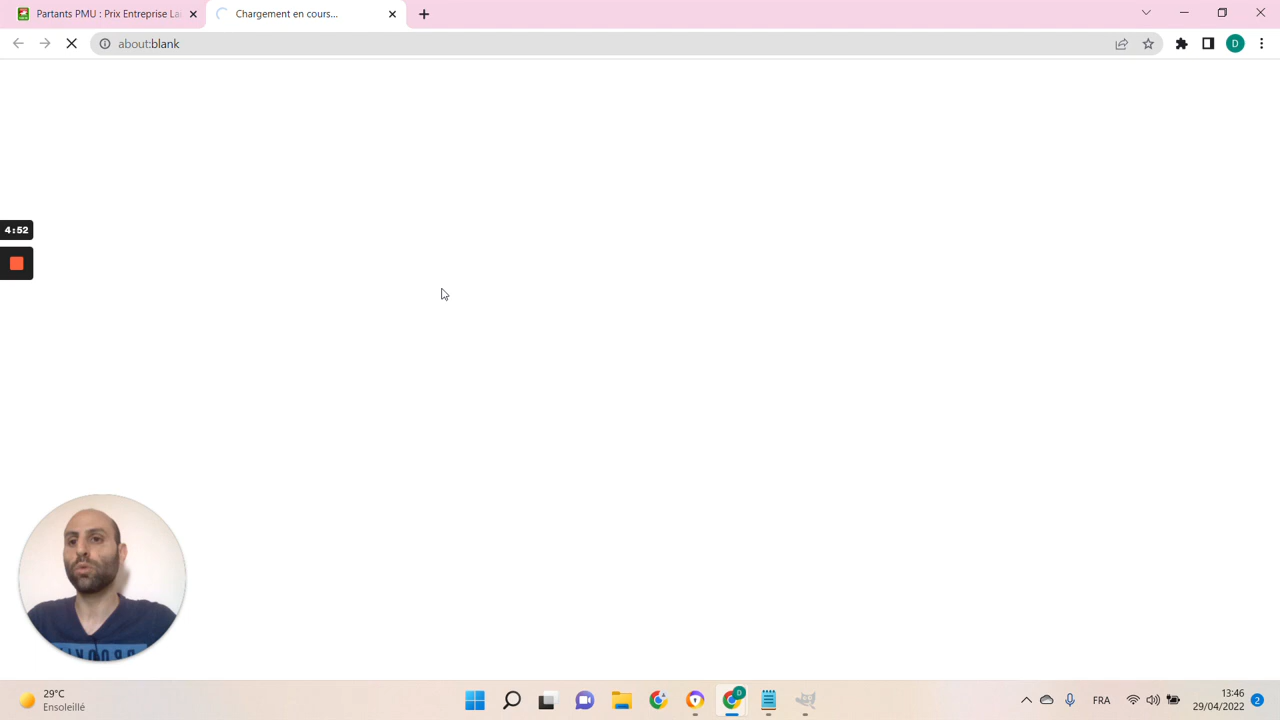 Partants PMU : Prix Entreprise La
Chargement en cours...
about:blank
D
4:52
29°C
Ensoleillé
D
FRA
13:46
29/04/2022
2